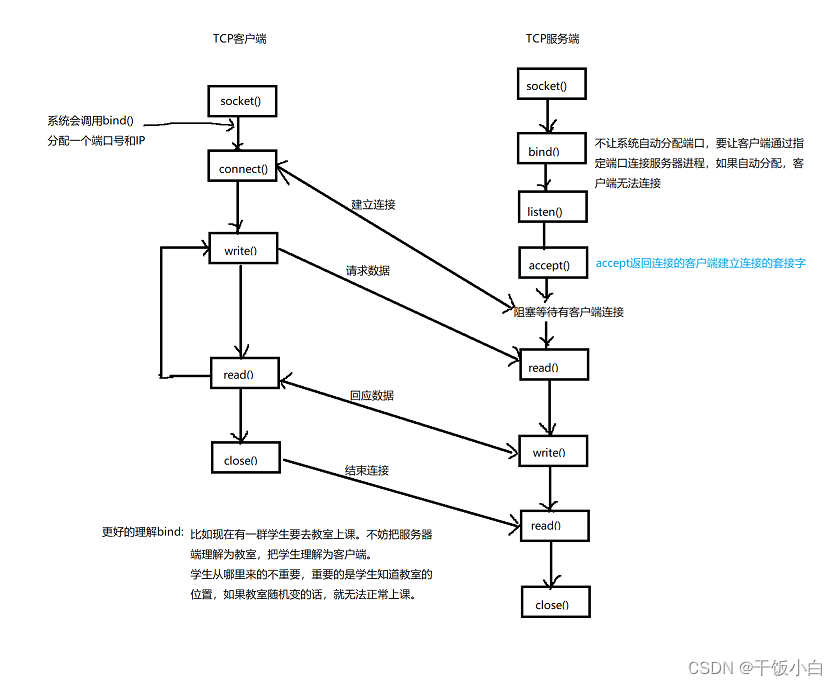 TCP客户端
TCP服务端
socket()
socket()
系统会调用bind()
分配一个端口号和IP
bind()
不让系统自动分配端口，要让客户端通过指
定端口连接服务器进程，如果自动分配，客
户端无法连接
connect()
listen()
建立连接
write()
accept()
accept返回连接的客户端建立连接的套接字
请求数据
阻塞等待有客户端连接
read()
read()
回应数据
close()
write()
结束连接
read()
更好的理解bind:
比如现在有一群学生要去教室上课。不妨把服务器
端理解为教室，把学生理解为客户端。
学生从哪里来的不重要，重要的是学生知道教室的
位置，如果教室随机变的话，就无法正常上课。
close()
CSDN @干饭小白